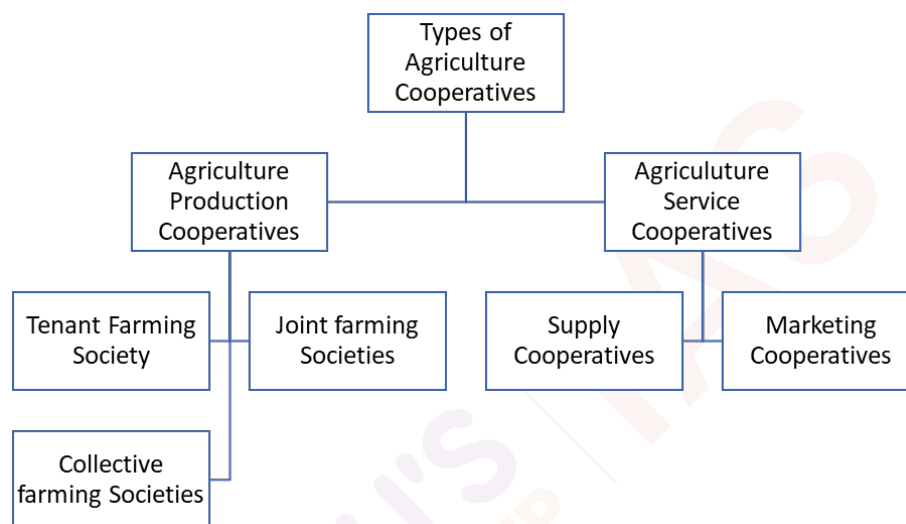 Types of
Agriculture
Cooperatives
Agriculture
Production
Cooperatives
Agriculuture
Service
Cooperatives
Tenant Farming
Society
Joint farming
Societies
Supply
Cooperatives
Marketing
Cooperatives
Collective
farming Societies
IAS